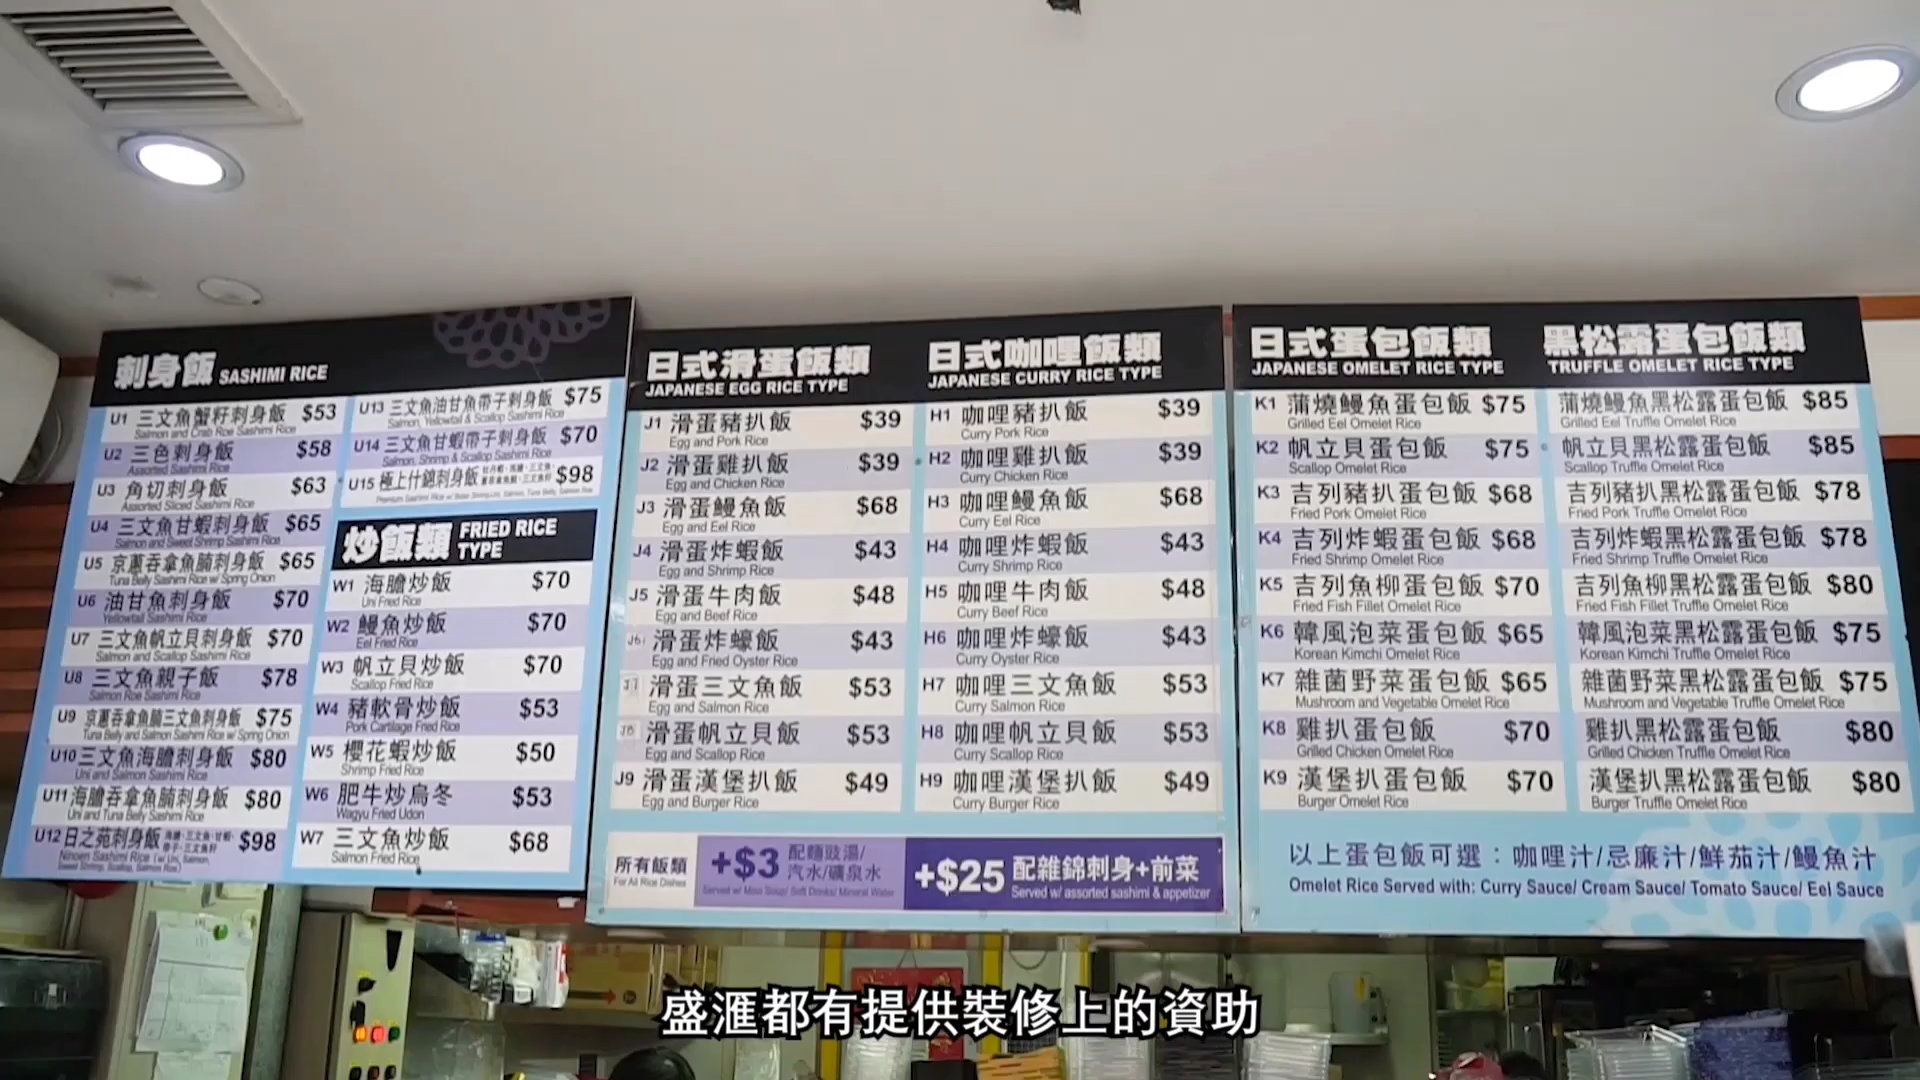 刺身飯 SASHIMI RICE
U1 三文魚蟹籽刺身飯 $53
Salmon and Crab Roe Sashimi Rice
U2 三色刺身飯 $58
Assorted Sashimi Rice
U3 角切刺身飯 $63
Assorted Sliced Sashimi Rice
U4 三文魚甘蝦刺身飯 $65
Salmon and Sweet Shrimp Sashimi Rice
U5 京蔥吞拿魚腩刺身飯 $65
Tuna Belly Sashimi Rice w/ Spring Onion
U6 油甘魚刺身飯 $70
Yellowtail Sashimi Rice
U7 三文魚帆立貝刺身飯 $70
Salmon and Scallop Sashimi Rice
U8 三文魚親子飯 $78
Salmon Roe Sashimi Rice
U9 京蔥吞拿魚腩三文魚刺身飯 $75
Tuna Belly and Salmon Sashimi Rice w/ Spring Onion
U10 三文魚海膽刺身飯 $80
Uni and Salmon Sashimi Rice
U11 海膽吞拿魚腩刺身飯 $80
Uni and Tuna Belly Sashimi Rice
U12 日之苑刺身飯 $98
U13 三文魚油甘魚帶子刺身飯 $75
Salmon, Yellowtail & Scallop Sashimi Rice
U14 三文魚甘蝦帶子刺身飯 $70
Salmon, Shrimp & Scallop Sashimi Rice
U15 極上什錦刺身飯 $98
炒飯類 FRIED RICE TYPE
W1 海膽炒飯 $70
Uni Fried Rice
W2 鰻魚炒飯 $70
Eel Fried Rice
W3 帆立貝炒飯 $70
Scallop Fried Rice
W4 豬軟骨炒飯 $53
Pork Cartilage Fried Rice
W5 櫻花蝦炒飯 $50
Shrimp Fried Rice
W6 肥牛炒烏冬 $53
Wagyu Fried Udon
W7 三文魚炒飯 $68
Salmon Fried Rice
日式滑蛋飯類
JAPANESE EGG RICE TYPE
J1 滑蛋豬扒飯 $39
Egg and Pork Rice
J2 滑蛋雞扒飯 $39
Egg and Chicken Rice
J3 滑蛋鰻魚飯 $68
Egg and Eel Rice
J4 滑蛋炸蝦飯 $43
Egg and Shrimp Rice
J5 滑蛋牛肉飯 $48
Egg and Beef Rice
J6 滑蛋炸蠔飯 $43
Egg and Fried Oyster Rice
J7 滑蛋三文魚飯 $53
Egg and Salmon Rice
J8 滑蛋帆立貝飯 $53
Egg and Scallop Rice
J9 滑蛋漢堡扒飯 $49
Egg and Burger Rice
日式咖喱飯類
JAPANESE CURRY RICE TYPE
H1 咖喱豬扒飯 $39
Curry Pork Rice
H2 咖喱雞扒飯 $39
Curry Chicken Rice
H3 咖喱鰻魚飯 $68
Curry Eel Rice
H4 咖喱炸蝦飯 $43
Curry Shrimp Rice
H5 咖喱牛肉飯 $48
Curry Beef Rice
H6 咖喱炸蠔飯 $43
Curry Oyster Rice
H7 咖喱三文魚飯 $53
Curry Salmon Rice
H8 咖喱帆立貝飯 $53
Curry Scallop Rice
H9 咖喱漢堡扒飯 $49
Curry Burger Rice
所有飯類
For All Rice Dishes
+$3 配麵豉湯/汽水/礦泉水
Served w/ Miso Soup/ Soft Drinks/ Mineral Water
+$25 配雜錦刺身+前菜
Served w/ assorted sashimi & appetizer
日式蛋包飯類
JAPANESE OMELET RICE TYPE
黑松露蛋包飯類
TRUFFLE OMELET RICE TYPE
K1 蒲燒鰻魚蛋包飯 $75 蒲燒鰻魚黑松露蛋包飯 $85
Grilled Eel Omelet Rice Grilled Eel Truffle Omelet Rice
K2 帆立貝蛋包飯 $75 帆立貝黑松露蛋包飯 $85
Scallop Omelet Rice Scallop Truffle Omelet Rice
K3 吉列豬扒蛋包飯 $68 吉列豬扒黑松露蛋包飯 $78
Fried Pork Omelet Rice Fried Pork Truffle Omelet Rice
K4 吉列炸蝦蛋包飯 $68 吉列炸蝦黑松露蛋包飯 $78
Fried Shrimp Omelet Rice Fried Shrimp Truffle Omelet Rice
K5 吉列魚柳蛋包飯 $70 吉列魚柳黑松露蛋包飯 $80
Fried Fish Fillet Omelet Rice Fried Fish Fillet Truffle Omelet Rice
K6 韓風泡菜蛋包飯 $65 韓風泡菜黑松露蛋包飯 $75
Korean Kimchi Omelet Rice Korean Kimchi Truffle Omelet Rice
K7 雜菌野菜蛋包飯 $65 雜菌野菜黑松露蛋包飯 $75
Mushroom and Vegetable Omelet Rice Mushroom and Vegetable Truffle Omelet Rice
K8 雞扒蛋包飯 $70 雞扒黑松露蛋包飯 $80
Grilled Chicken Omelet Rice Grilled Chicken Truffle Omelet Rice
K9 漢堡扒蛋包飯 $70 漢堡扒黑松露蛋包飯 $80
Burger Omelet Rice Burger Truffle Omelet Rice
以上蛋包飯可選：咖喱汁/忌廉汁/鮮茄汁/鰻魚汁
Omelet Rice Served with: Curry Sauce/ Cream Sauce/ Tomato Sauce/ Eel Sauce
盛滙都有提供裝修上的資助